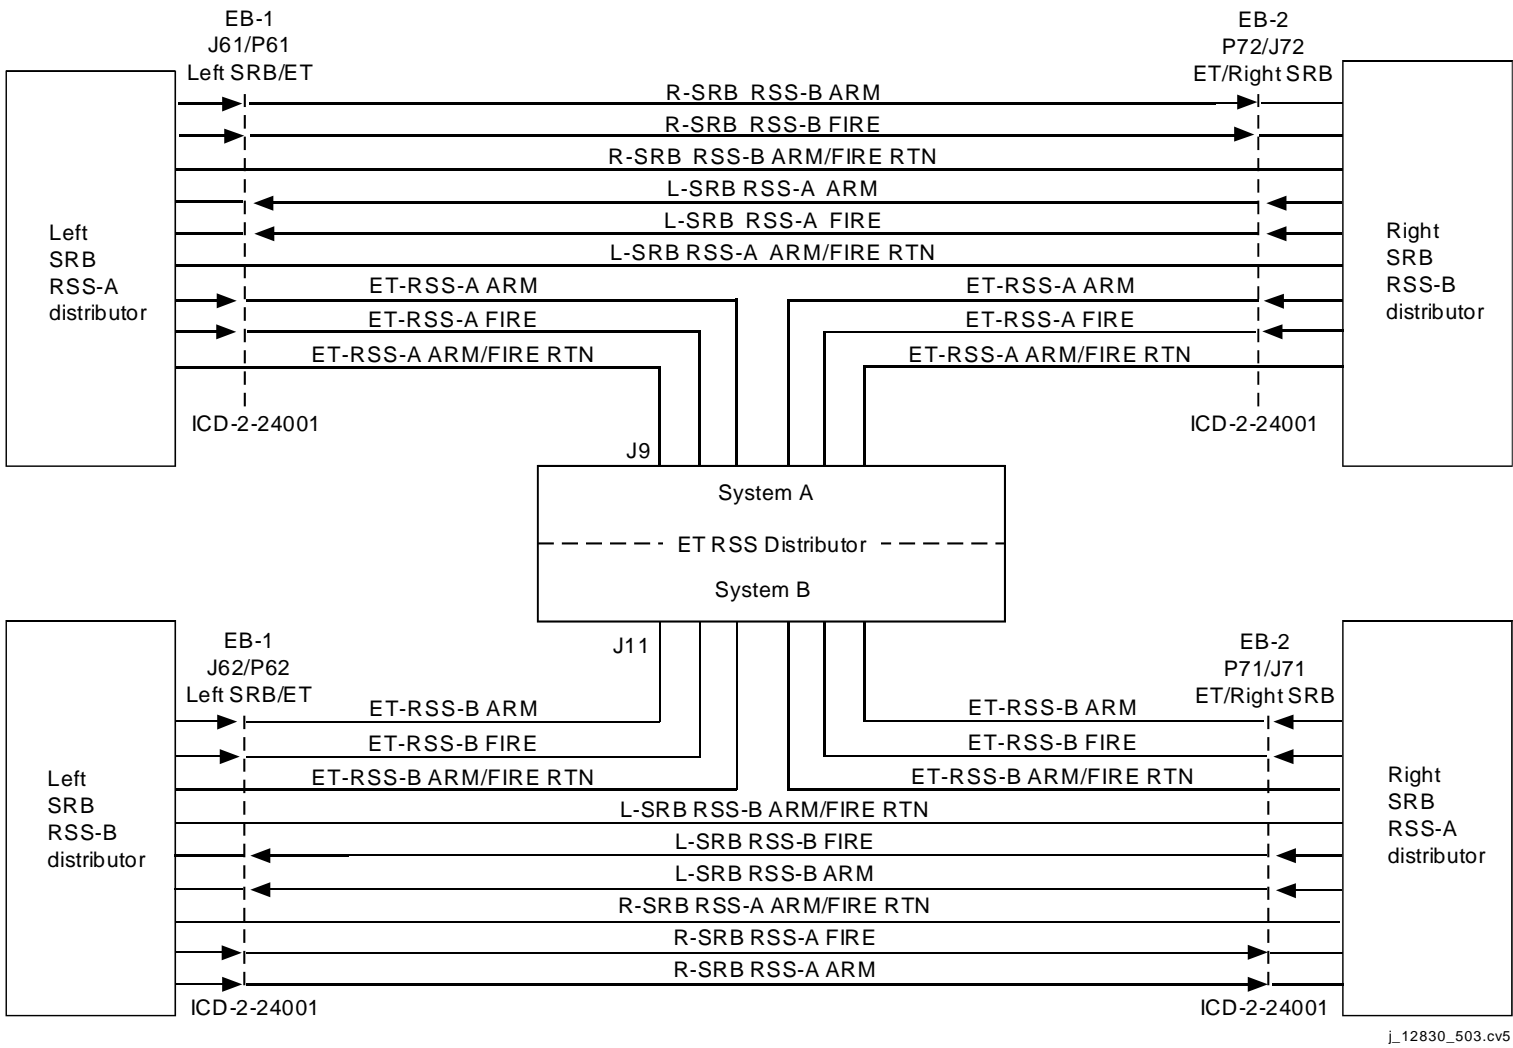 EB-1
J61/P61
Left SRB/ET
EB-2
P72/J72
ET/Right SRB
R-SRB RSS-B ARM
R-SRB RSS-B FIRE
R-SRB RSS-B ARM/FIRE RTN
L-SRB RSS-A ARM
L-SRB RSS-A FIRE
L-SRB RSS-A ARM/FIRE RTN
Left
SRB
RSS-A
distributor
Right
SRB
RSS-B
distributor
ET-RSS-A ARM
ET-RSS-A FIRE
ET-RSS-A ARM/FIRE RTN
ET-RSS-A ARM
ET-RSS-A FIRE
ET-RSS-A ARM/FIRE RTN
ICD-2-24001
ICD-2-24001
J9
System A
ET RSS Distributor
System B
J11
EB-1
J62/P62
Left SRB/ET
EB-2
P71/J71
ET/Right SRB
ET-RSS-B ARM
ET-RSS-B FIRE
ET-RSS-B ARM/FIRE RTN
ET-RSS-B ARM
ET-RSS-B FIRE
ET-RSS-B ARM/FIRE RTN
Left
SRB
RSS-B
distributor
Right
SRB
RSS-A
distributor
L-SRB RSS-B ARM/FIRE RTN
L-SRB RSS-B FIRE
L-SRB RSS-B ARM
R-SRB RSS-A ARM/FIRE RTN
R-SRB RSS-A FIRE
R-SRB RSS-A ARM
ICD-2-24001
ICD-2-24001
j_12830_503.cv5